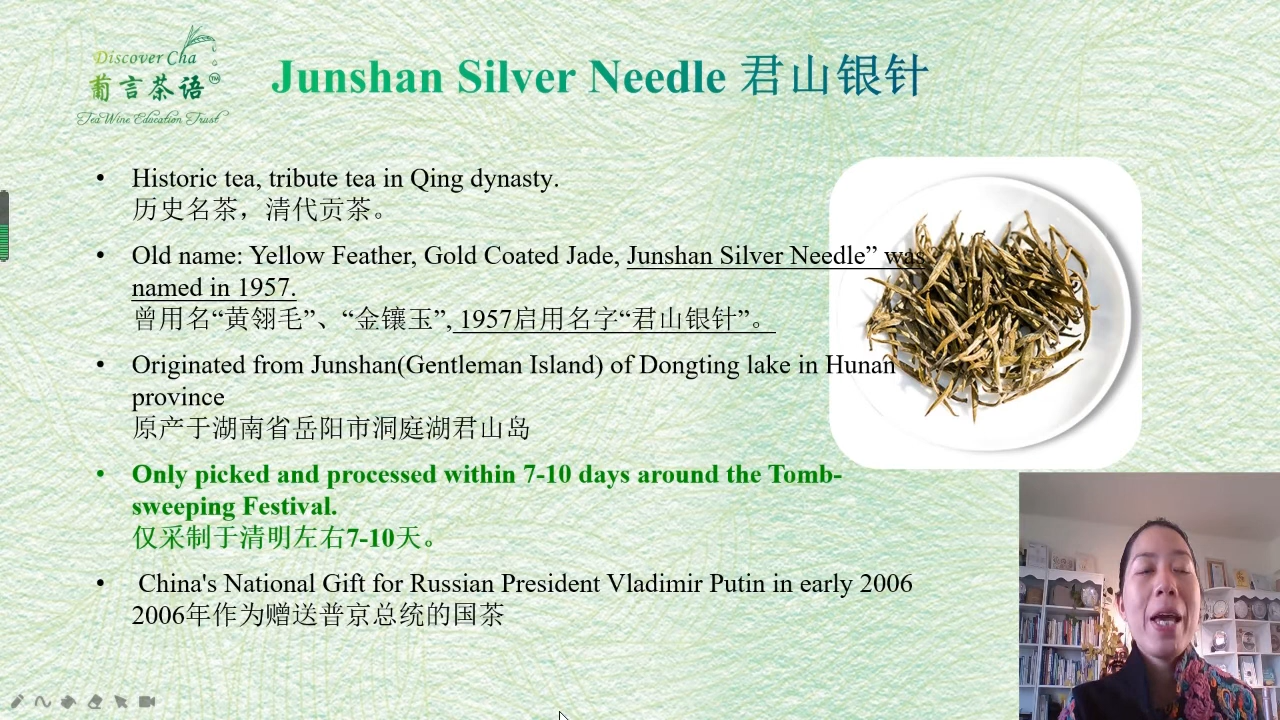 Discover Cha
葡言茶语™
Tea Wine Education Trust
Junshan Silver Needle 君山银针
• Historic tea, tribute tea in Qing dynasty.
历史名茶，清代贡茶。
• Old name: Yellow Feather, Gold Coated Jade, Junshan Silver Needle” was
named in 1957.
曾用名“黄翎毛”、“金镶玉”, 1957启用名字“君山银针”。
• Originated from Junshan(Gentleman Island) of Dongting lake in Hunan
province
原产于湖南省岳阳市洞庭湖君山岛
• Only picked and processed within 7-10 days around the Tomb-
sweeping Festival.
仅采制于清明左右7-10天。
• China's National Gift for Russian President Vladimir Putin in early 2006
2006年作为赠送普京总统的国茶